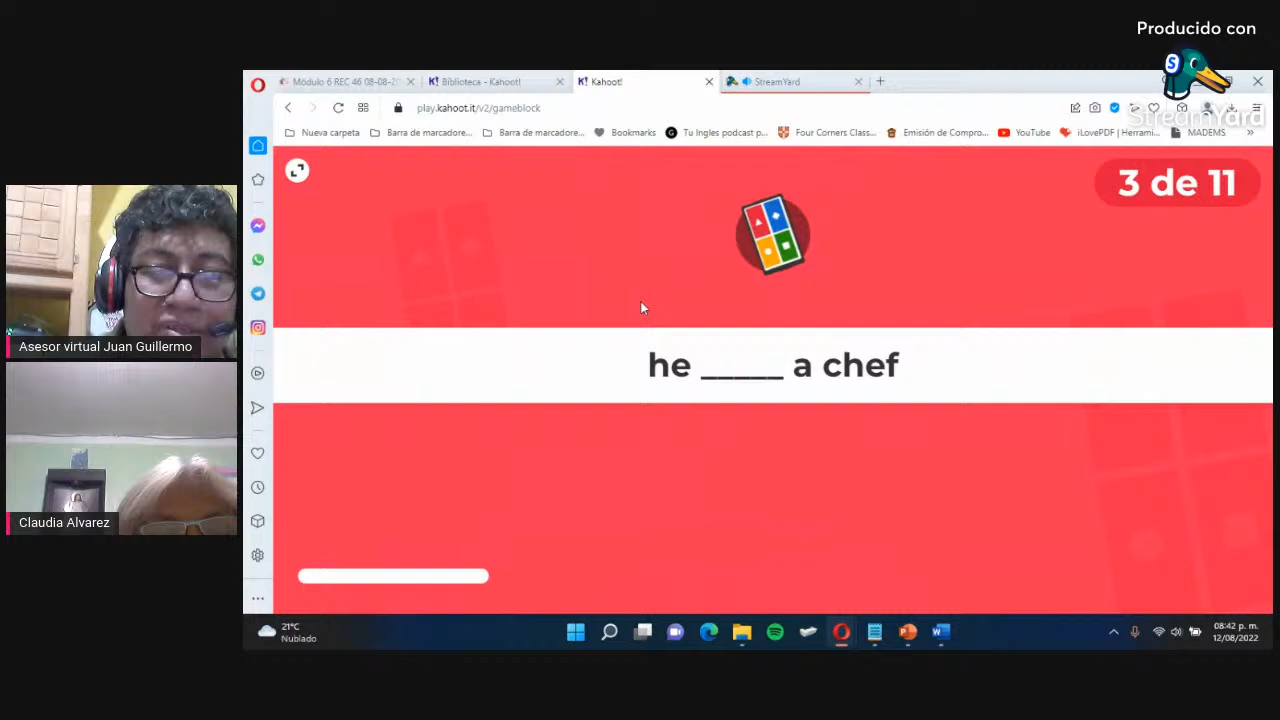 Producido con
StreamYard
Módulo 6 REC 46 08-08-20
K! Biblioteca - Kahoot!
K! Kahoot!
StreamYard
play.kahoot.it/v2/gameblock
Nueva carpeta
Barra de marcadore...
Barra de marcadore...
Bookmarks
Tu Ingles podcast p...
Four Corners Class...
Emisión de Compro...
YouTube
iLovePDF | Herrami...
MADEMS
3 de 11
he _____ a chef
Asesor virtual Juan Guillermo
Claudia Alvarez
21°C
Nublado
08:42 p. m.
12/08/2022